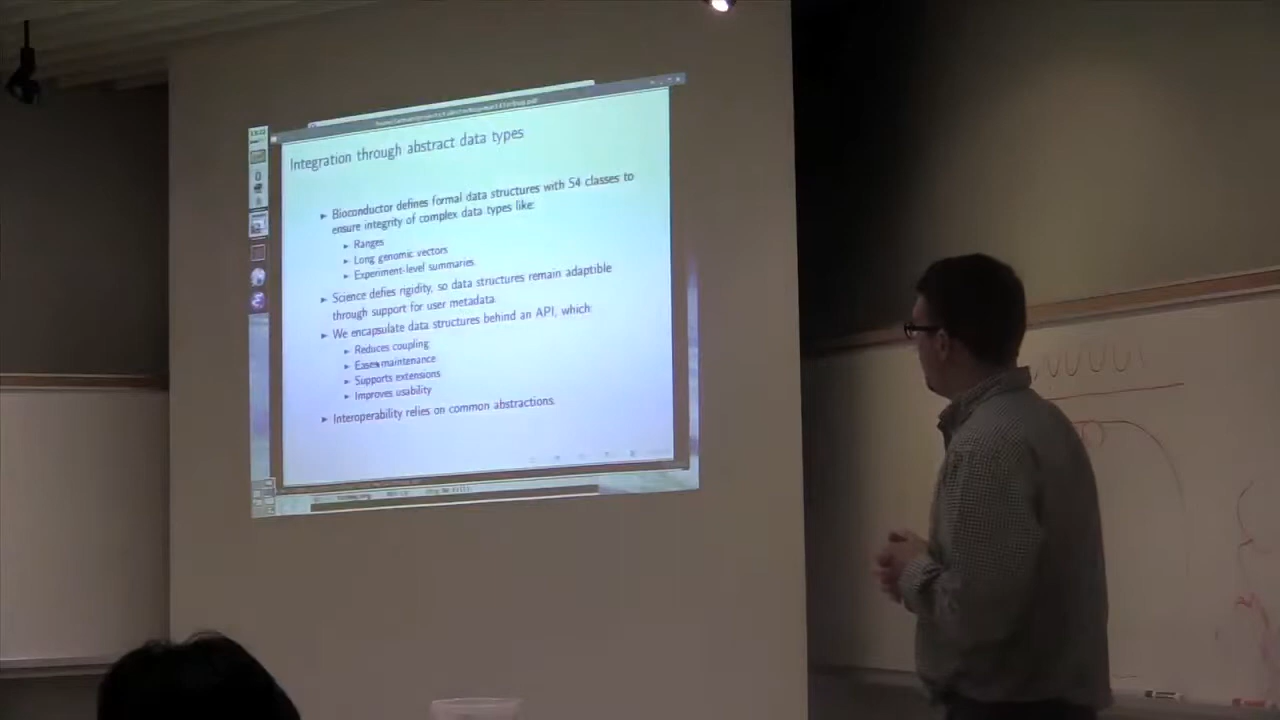 Integration through abstract data types
Bioconductor defines formal data structures with S4 classes to
ensure integrity of complex data types like:
Ranges
Long genomic vectors
Experiment-level summaries
Science defies rigidity, so data structures remain adaptible
through support for user metadata.
We encapsulate data structures behind an API, which:
Reduces coupling
Eases maintenance
Supports extensions
Improves usability
Interoperability relies on common abstractions.